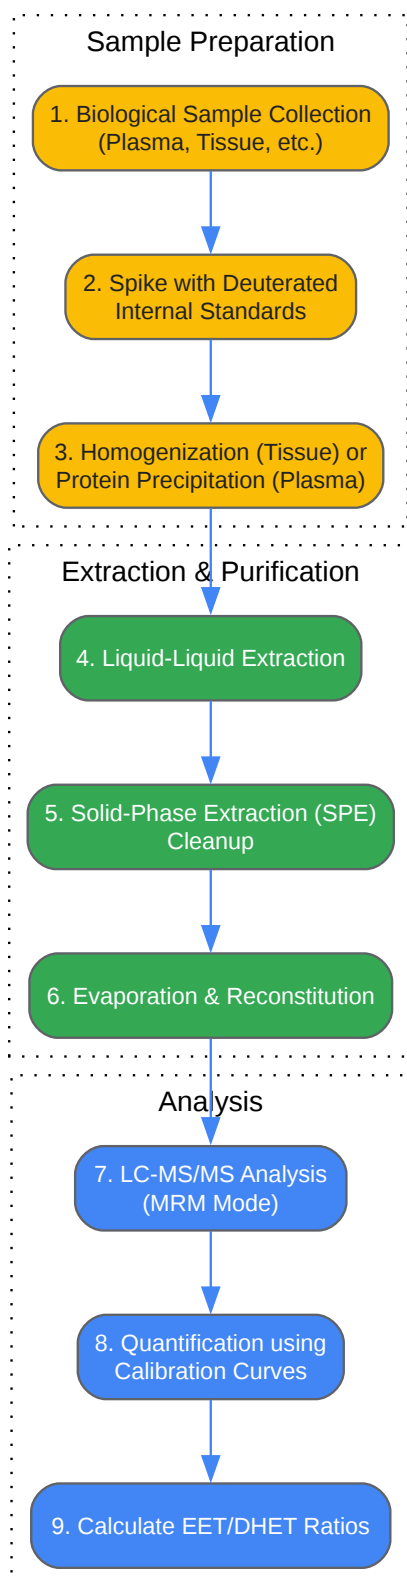 Sample Preparation
1. Biological Sample Collection
(Plasma, Tissue, etc.)
2. Spike with Deuterated
Internal Standards
3. Homogenization (Tissue) or
Protein Precipitation (Plasma)
Extraction & Purification
4. Liquid-Liquid Extraction
5. Solid-Phase Extraction (SPE)
Cleanup
6. Evaporation & Reconstitution
Analysis
7. LC-MS/MS Analysis
(MRM Mode)
8. Quantification using
Calibration Curves
9. Calculate EET/DHET Ratios